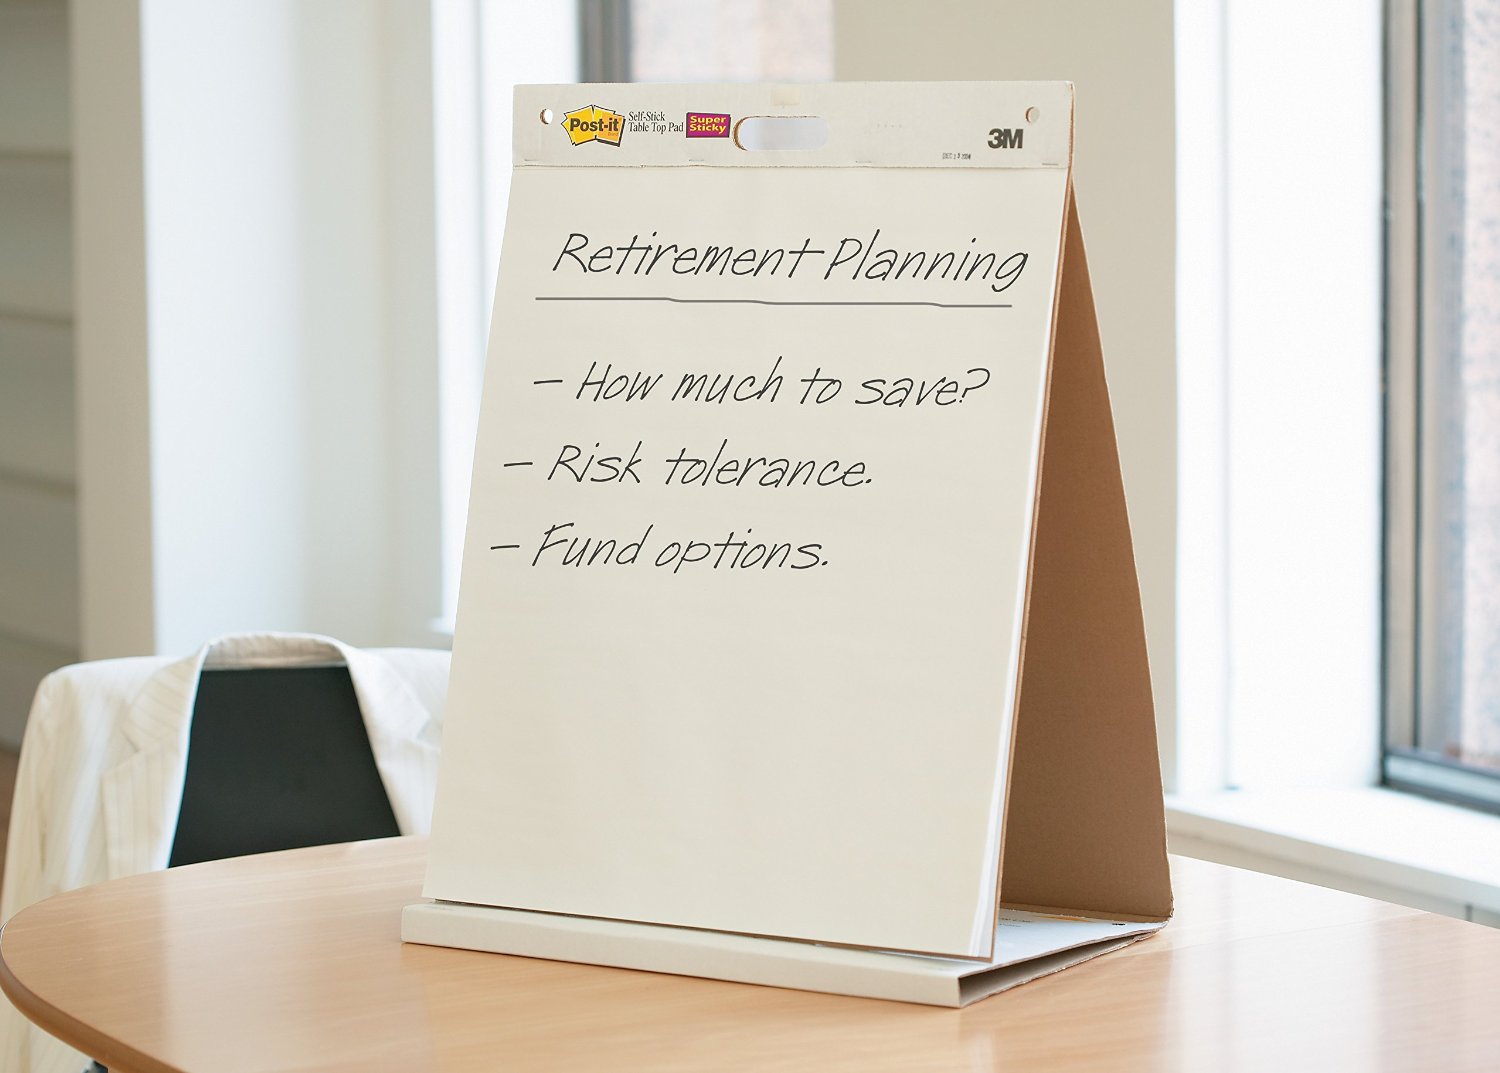 Post-it Self-Stick
Table Top Pad
Super
Sticky
3M
Retirement Planning
– How much to save?
– Risk tolerance.
– Fund options.